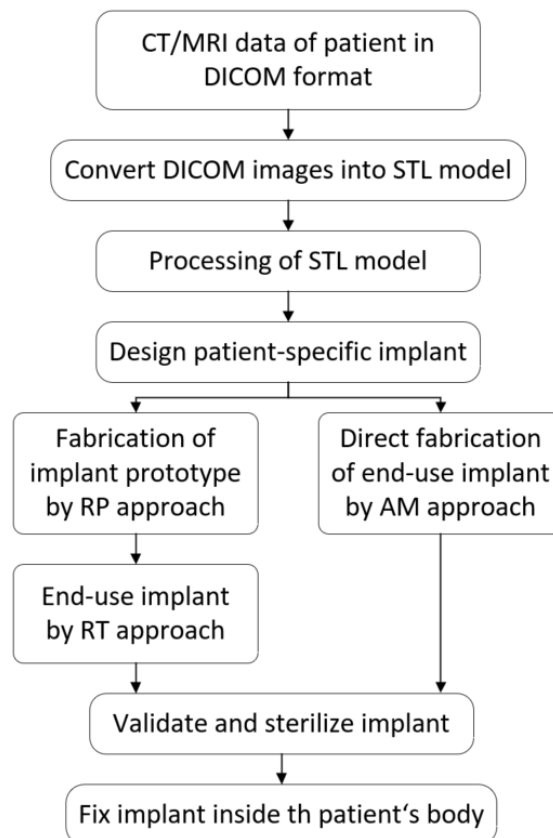 CT/MRI data of patient in
DICOM format
Convert DICOM images into STL model
Processing of STL model
Design patient-specific implant
Fabrication of
implant prototype
by RP approach
Direct fabrication
of end-use implant
by AM approach
End-use implant
by RT approach
Validate and sterilize implant
Fix implant inside th patient‘s body